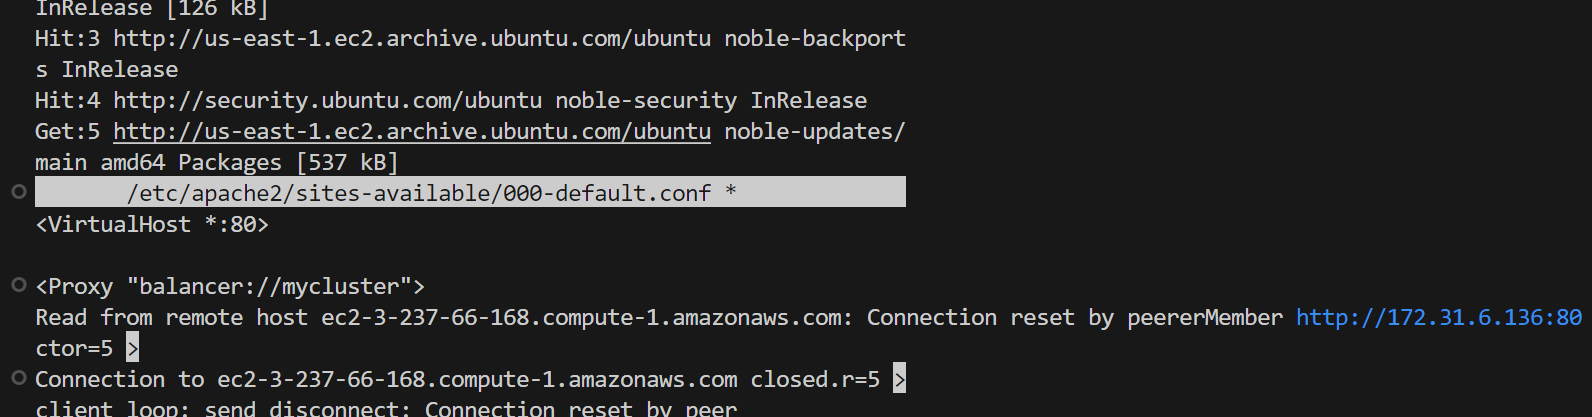 InRelease [126 kB]
Hit:3 http://us-east-1.ec2.archive.ubuntu.com/ubuntu noble-backport
s InRelease
Hit:4 http://security.ubuntu.com/ubuntu noble-security InRelease
Get:5 http://us-east-1.ec2.archive.ubuntu.com/ubuntu noble-updates/
main amd64 Packages [537 kB]
/etc/apache2/sites-available/000-default.conf *
<VirtualHost *:80>
<Proxy "balancer://mycluster">
Read from remote host ec2-3-237-66-168.compute-1.amazonaws.com: Connection reset by peererMember http://172.31.6.136:80
ctor=5 >
Connection to ec2-3-237-66-168.compute-1.amazonaws.com closed.r=5 >
client_loop: send disconnect: Connection reset by peer